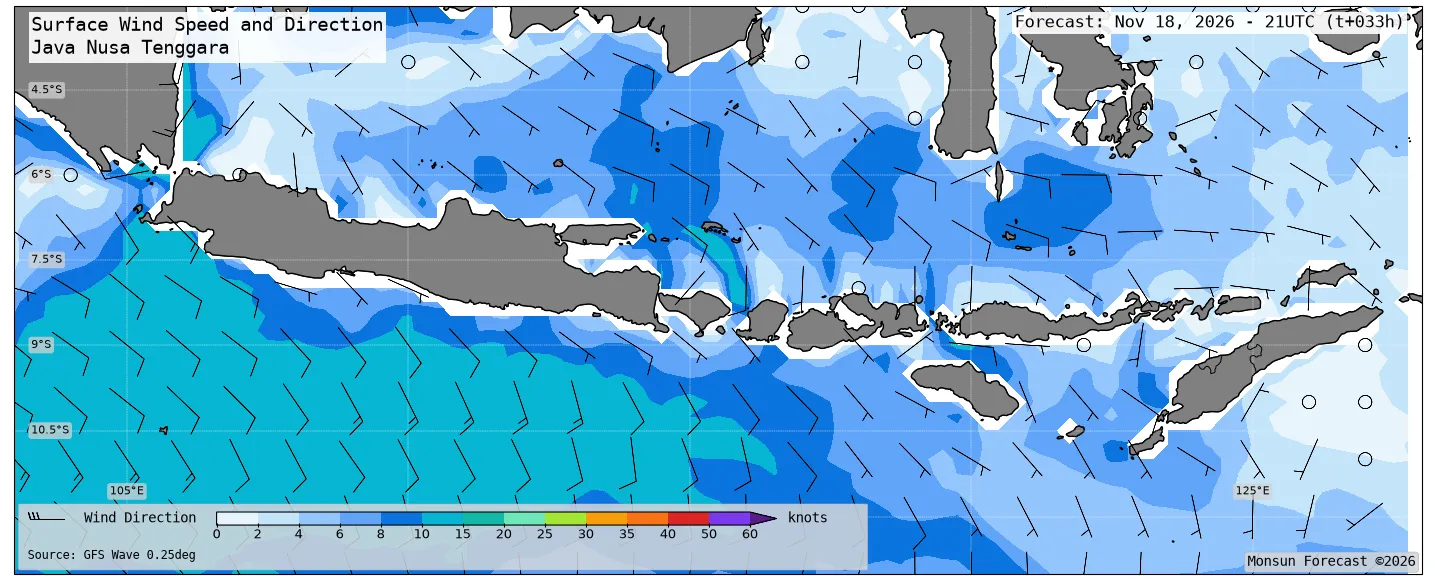 Surface Wind Speed and Direction
Java Nusa Tenggara
Forecast: Nov 18, 2026 - 21UTC (t+033h)
4.5°S
6°S
7.5°S
9°S
10.5°S
105°E
125°E
Wind Direction
0 2 4 6 8 10 15 20 25 30 35 40 50 60
knots
Source: GFS Wave 0.25deg
Monsun Forecast ©2026